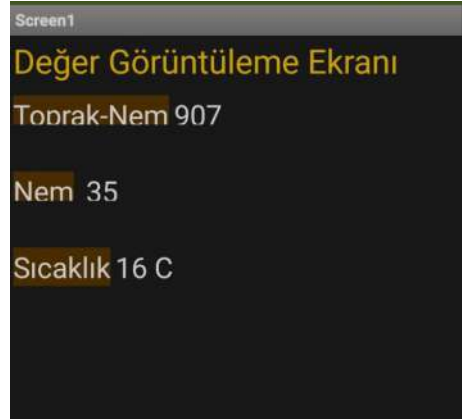 Screen1
Değer Görüntüleme Ekranı
Toprak-Nem 907
Nem 35
Sıcaklık 16 C